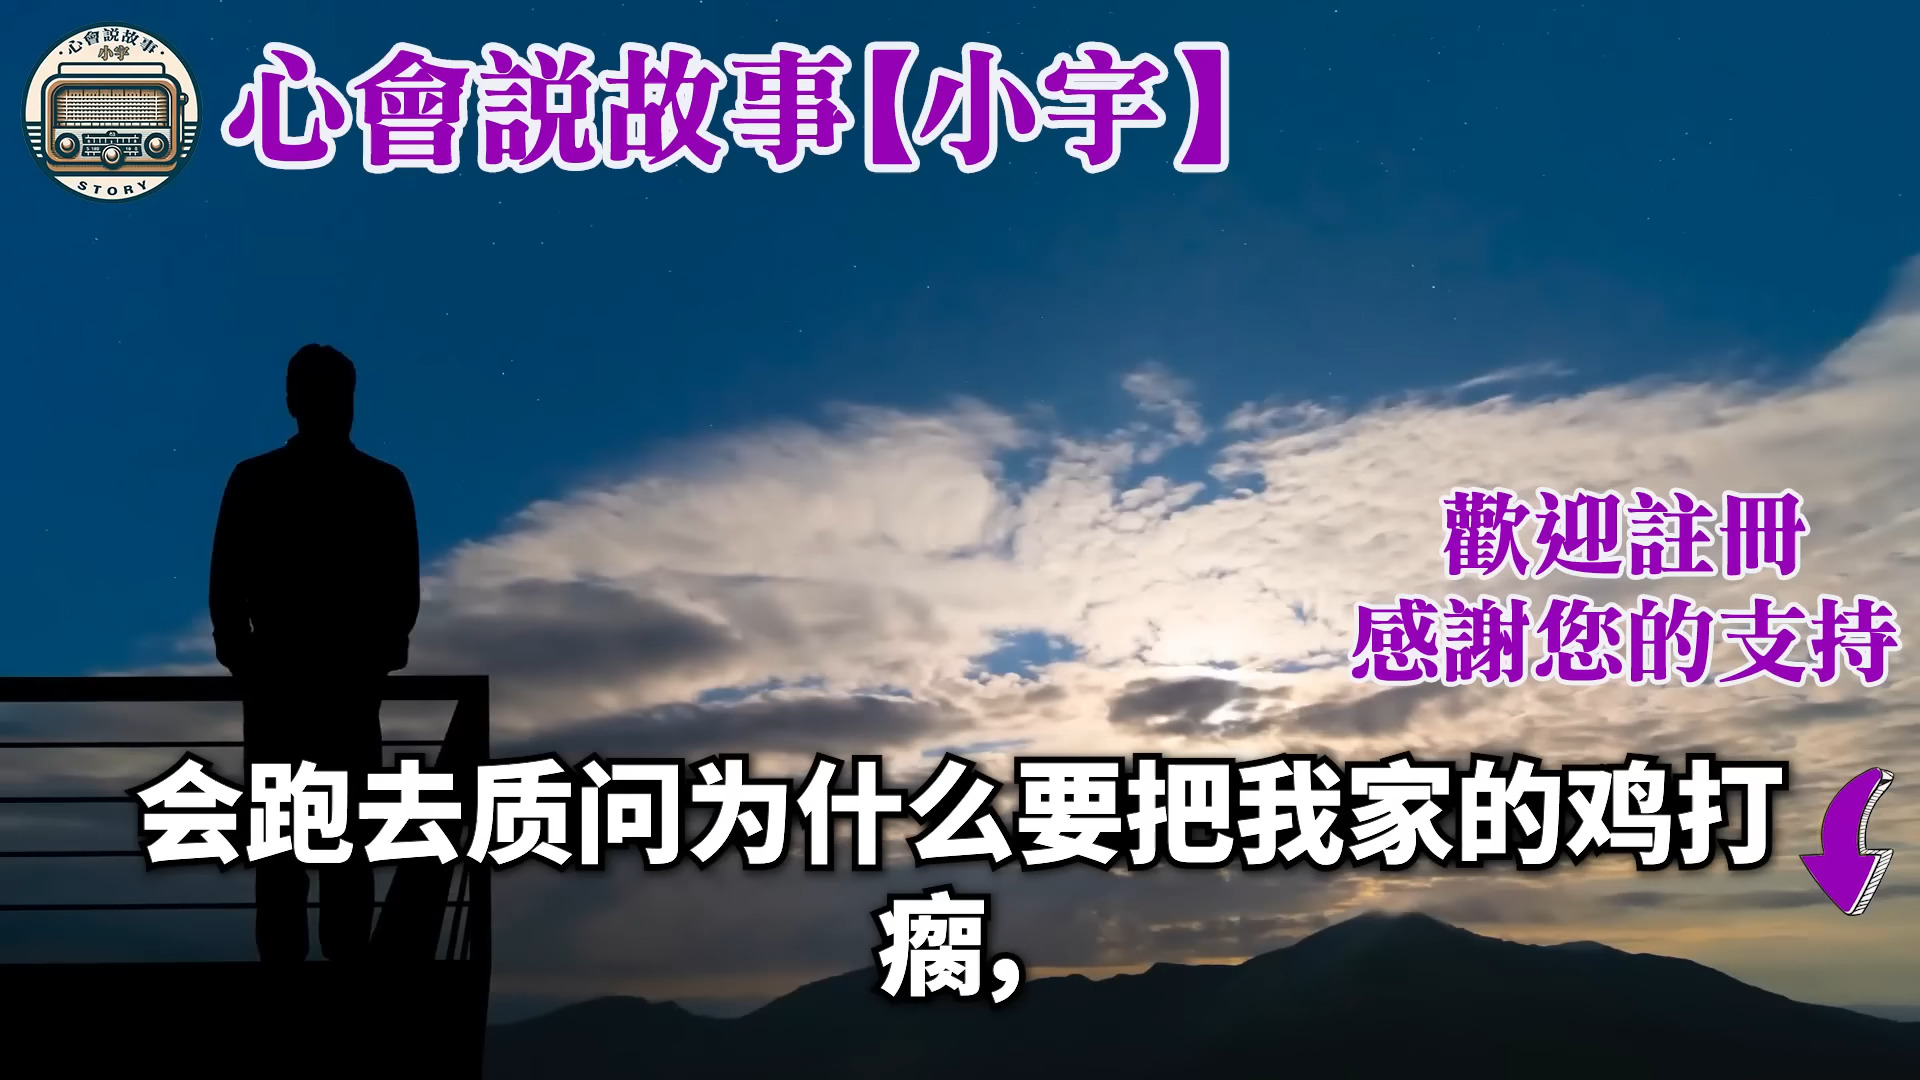 心會説故事
小宇
STORY
心會説故事【小宇】
歡迎註冊
感謝您的支持
会跑去质问为什么要把我家的鸡打
瘸,